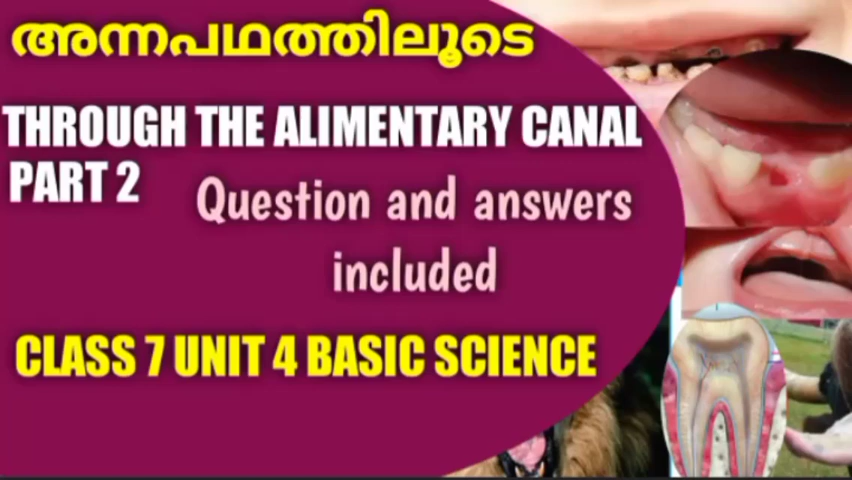 അന്നപഥത്തിലൂടെ
THROUGH THE ALIMENTARY CANAL
PART 2
Question and answers
included
CLASS 7 UNIT 4 BASIC SCIENCE